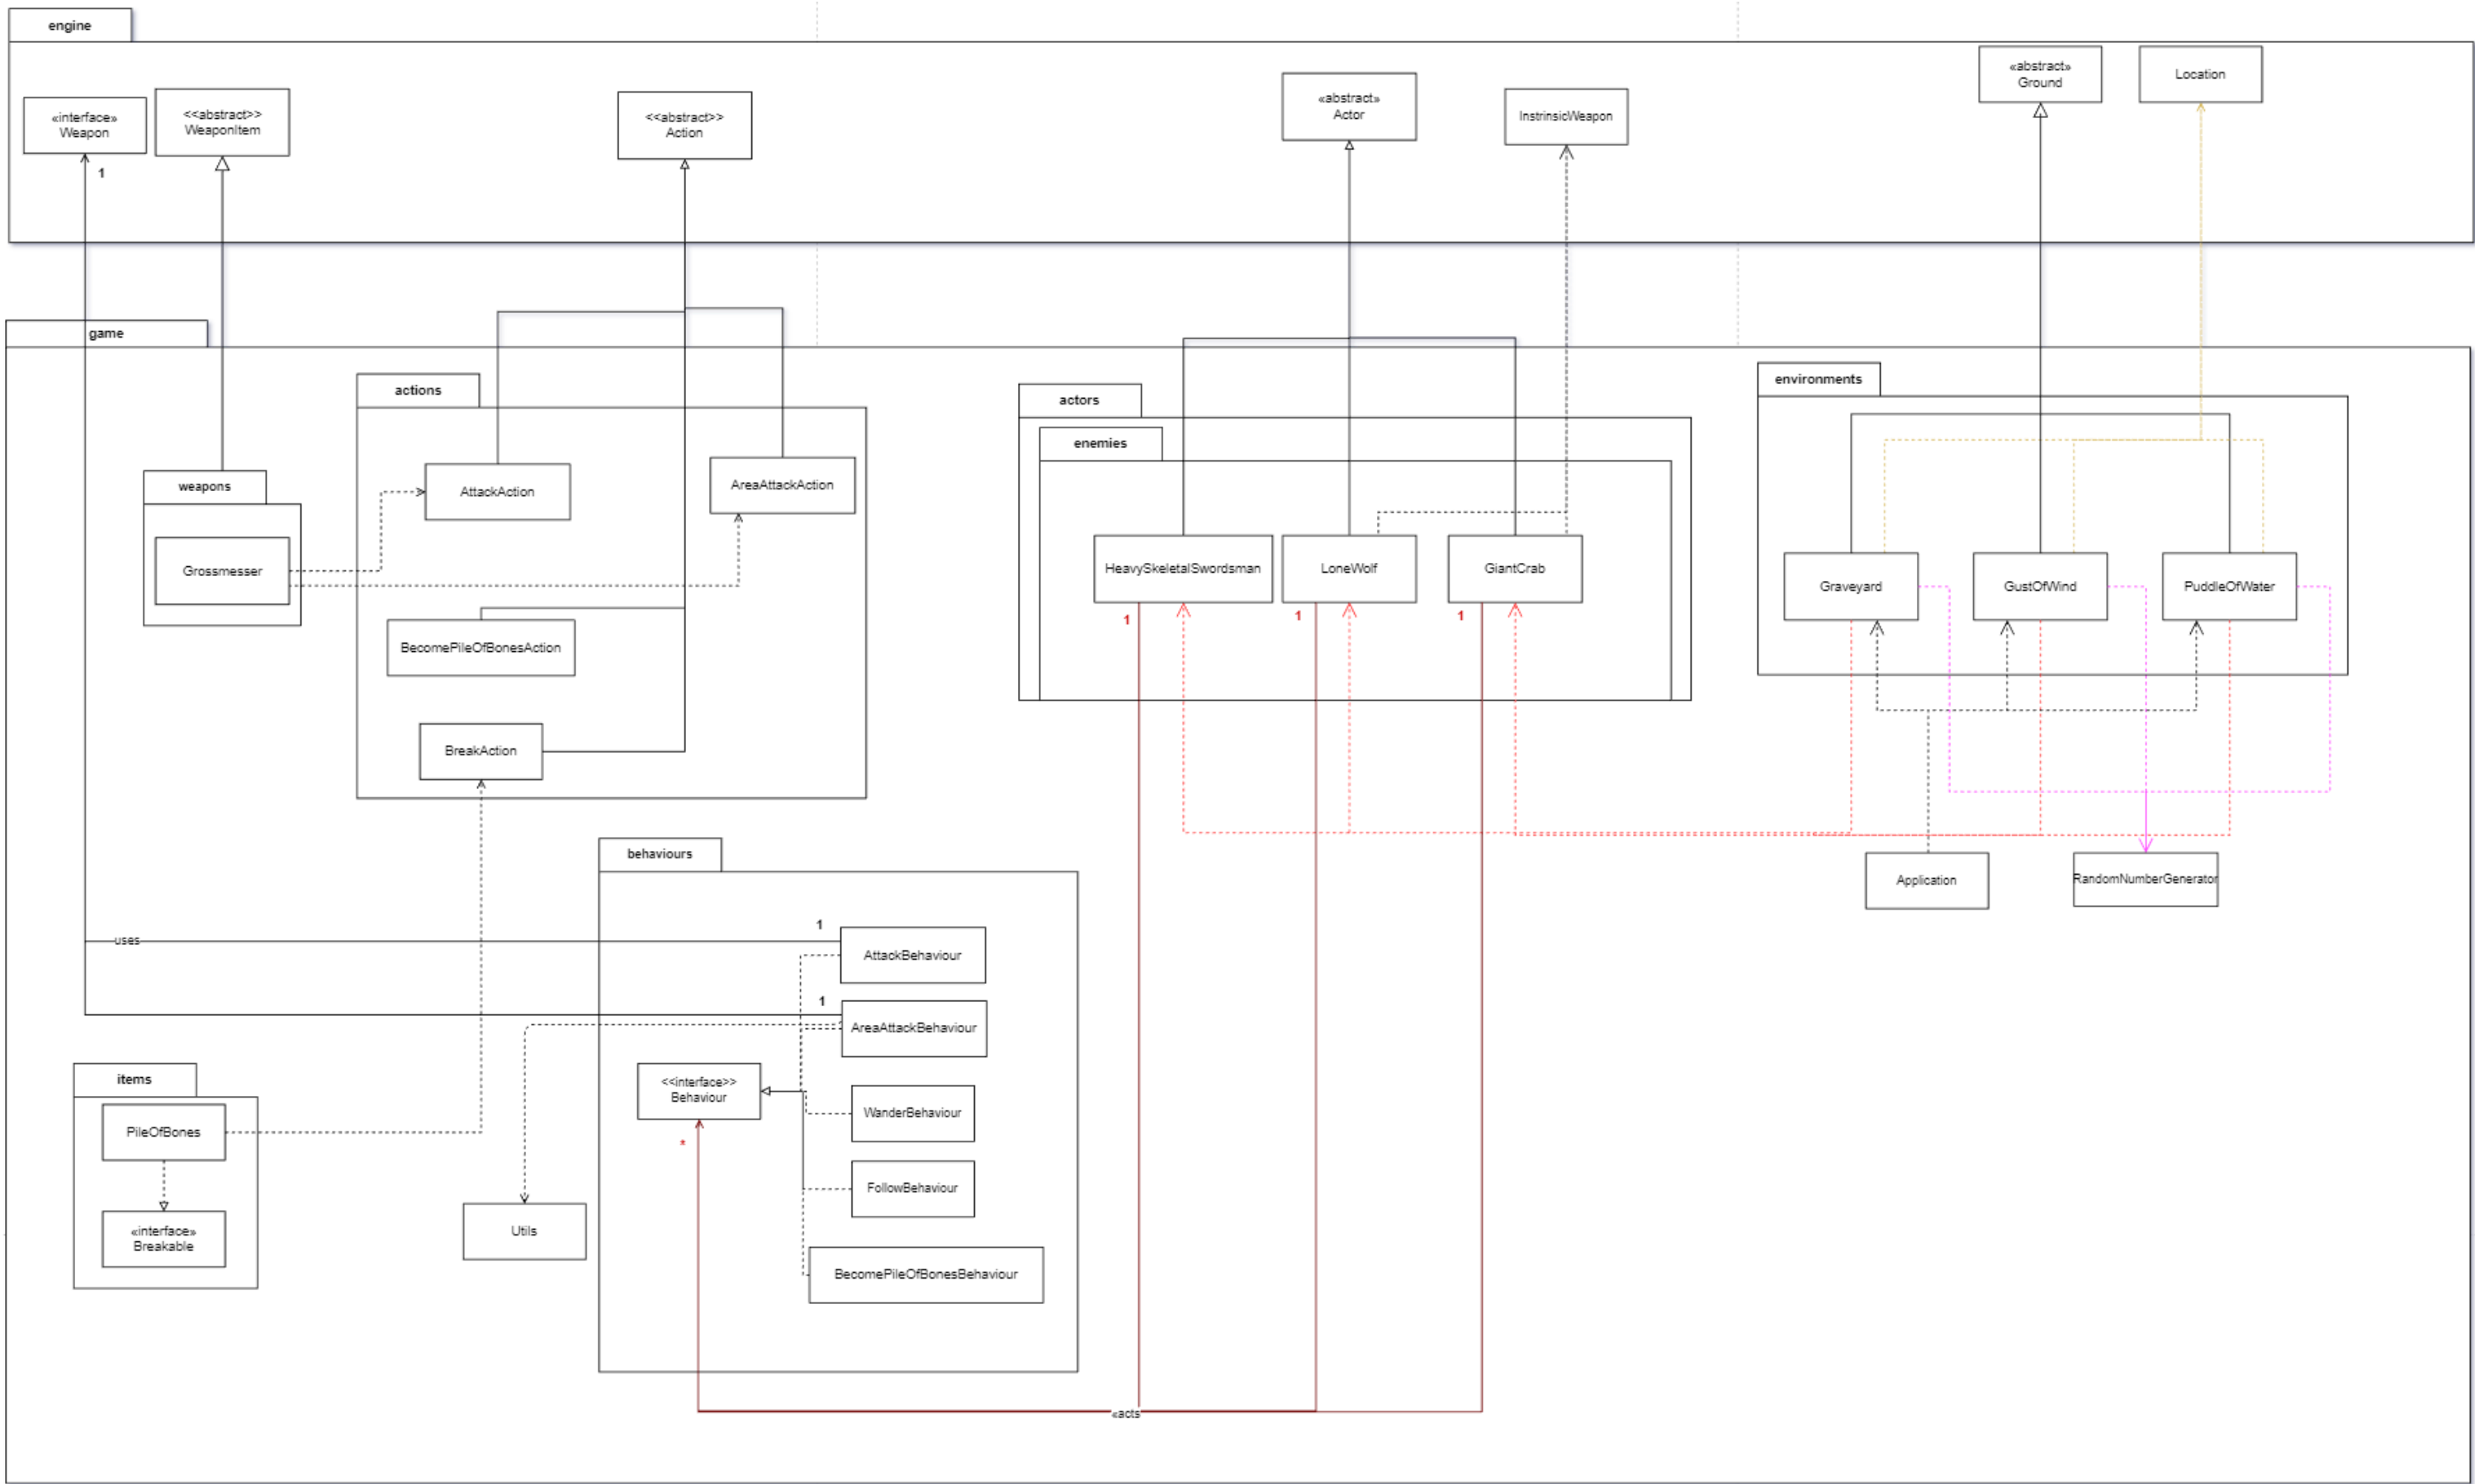 engine
«interface»
Weapon
1
<<abstract>>
WeaponItem
<<abstract>>
Action
«abstract»
Actor
InstrinsicWeapon
«abstract»
Ground
Location
game
actions
AttackAction
AreaAttackAction
BecomePileOfBonesAction
BreakAction
weapons
Grossmesser
actors
enemies
HeavySkeletalSwordsman
LoneWolf
GiantCrab
1
1
1
environments
Graveyard
GustOfWind
PuddleOfWater
Application
RandomNumberGenerator
behaviours
uses
1
AttackBehaviour
1
AreaAttackBehaviour
<<interface>>
Behaviour
*
WanderBehaviour
FollowBehaviour
BecomePileOfBonesBehaviour
items
PileOfBones
«interface»
Breakable
Utils
«acts